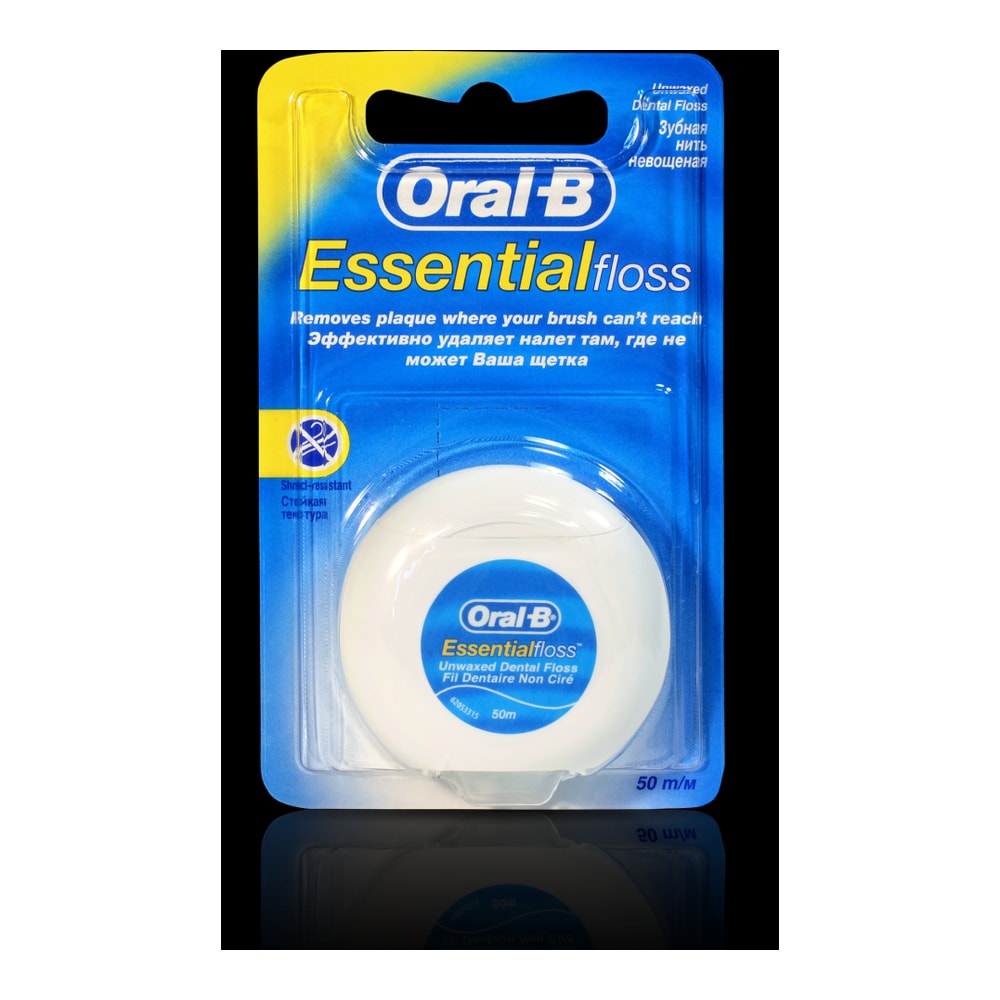 Unwaxed
Dental Floss
Зубная
нить
невощеная
Oral-B
Essentialfloss
Removes plaque where your brush can't reach
Эффективно удаляет налет там, где не
может Ваша щетка
Shred-resistant
Стойкая
текстура
Oral-B®
Essentialfloss™
Unwaxed Dental Floss
Fil Dentaire Non Ciré
62053315
50m
50 m/м